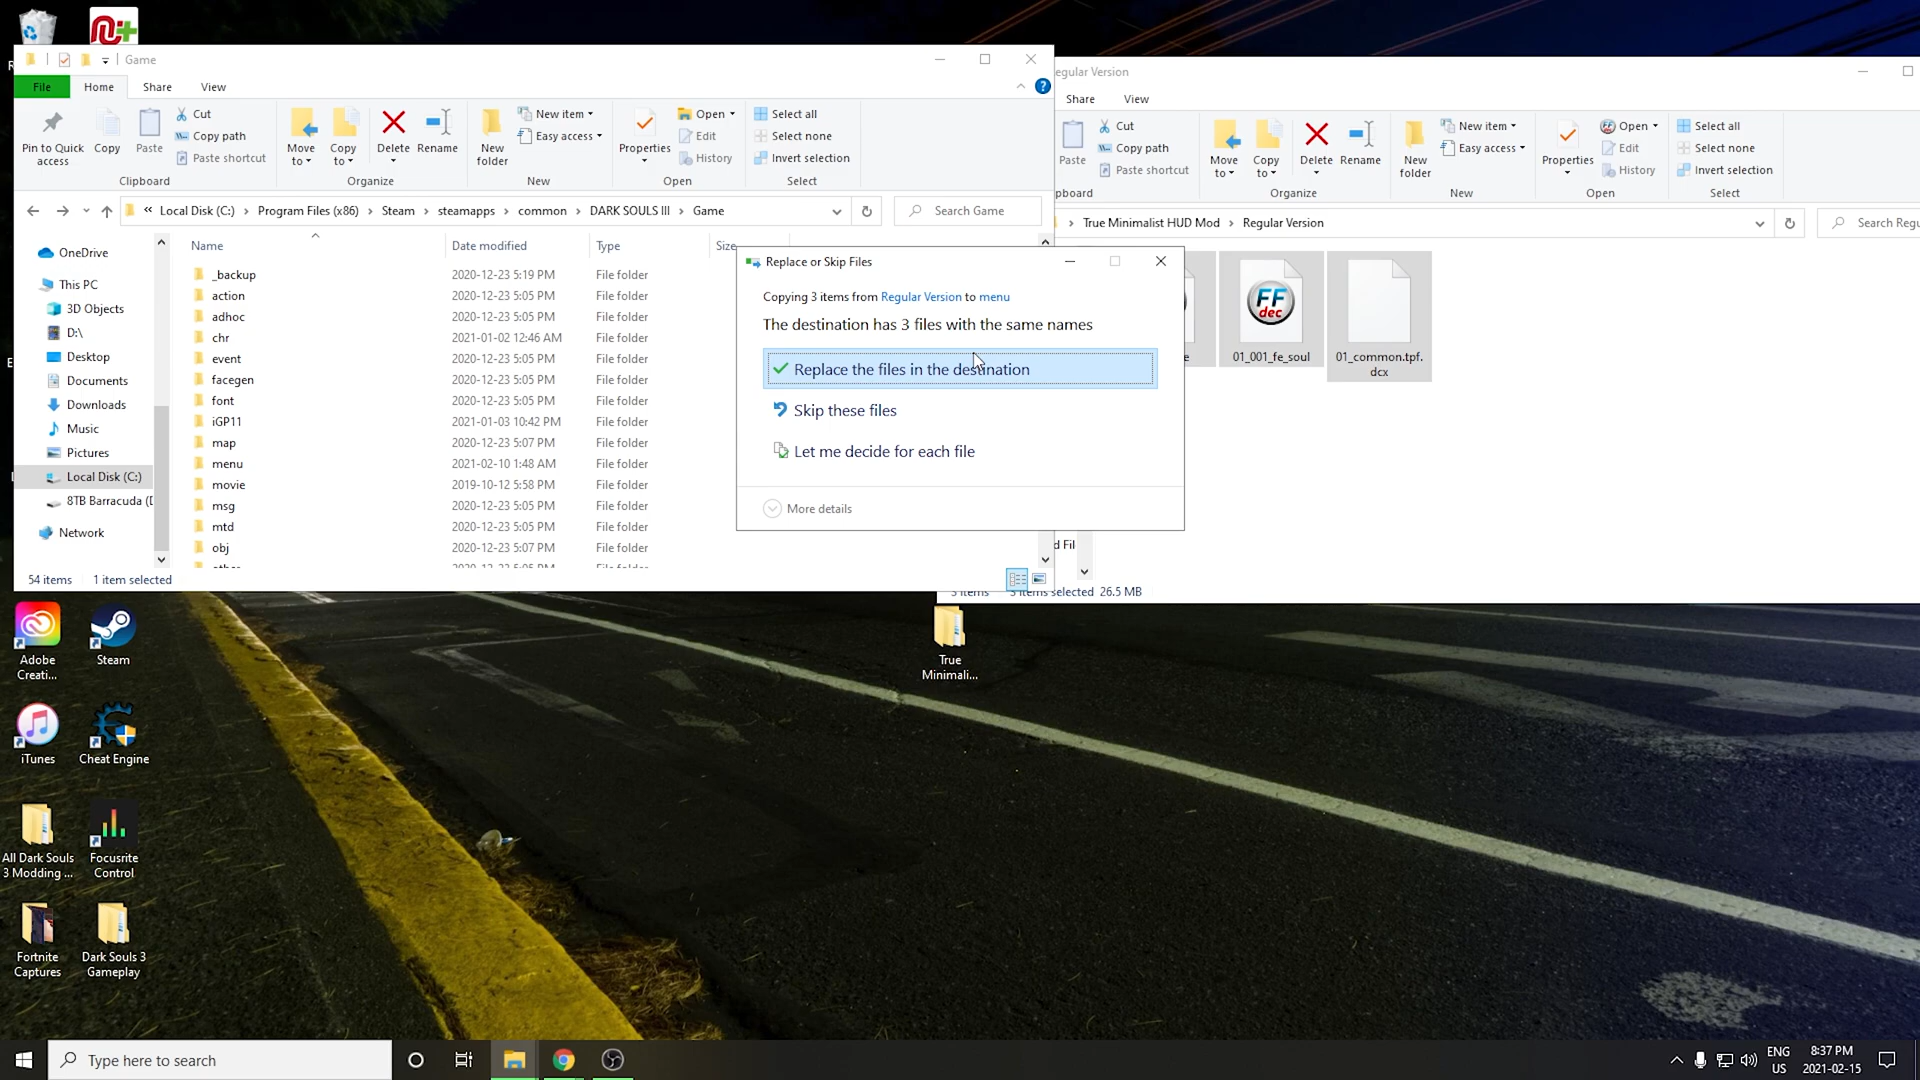 Game
File
Home
Share
View
Pin to Quick
access
Copy
Paste
Cut
Copy path
Paste shortcut
Clipboard
Move
to
Copy
to
Delete
Rename
Organize
New
folder
New item
Easy access
New
Properties
Open
Edit
History
Open
Select all
Select none
Invert selection
Select
Local Disk (C:) Program Files (x86) Steam steamapps common DARK SOULS III Game
Search Game
OneDrive
This PC
3D Objects
D:\
Desktop
Documents
Downloads
Music
Pictures
Local Disk (C:)
8TB Barracuda (
Network
Name Date modified Type Size
_backup 2020-12-23 5:19 PM File folder
action 2020-12-23 5:05 PM File folder
adhoc 2020-12-23 5:05 PM File folder
chr 2021-01-02 12:46 AM File folder
event 2020-12-23 5:05 PM File folder
facegen 2020-12-23 5:05 PM File folder
font 2020-12-23 5:05 PM File folder
iGP11 2021-01-03 10:42 PM File folder
map 2020-12-23 5:07 PM File folder
menu 2021-02-10 1:48 AM File folder
movie 2019-10-12 5:58 PM File folder
msg 2020-12-23 5:05 PM File folder
mtd 2020-12-23 5:05 PM File folder
obj 2020-12-23 5:07 PM File folder
54 items 1 item selected
Replace or Skip Files
Copying 3 items from Regular Version to menu
The destination has 3 files with the same names
Replace the files in the destination
Skip these files
Let me decide for each file
More details
egular Version
Share
View
Paste
Cut
Copy path
Paste shortcut
pboard
Move
to
Copy
to
Delete
Rename
Organize
New
folder
New item
Easy access
New
Properties
Open
Edit
History
Open
Select all
Select none
Invert selection
Select
True Minimalist HUD Mod Regular Version
Search Regu
FF
dec
01_001_fe_soul
01_common.tpf.
dcx
d Fil
3 items 3 items selected 26.5 MB
Adobe
Creati...
Steam
True
Minimali...
iTunes
Cheat Engine
All Dark Souls
3 Modding ...
Focusrite
Control
Fortnite
Captures
Dark Souls 3
Gameplay
Type here to search
ENG
US
8:37 PM
2021-02-15